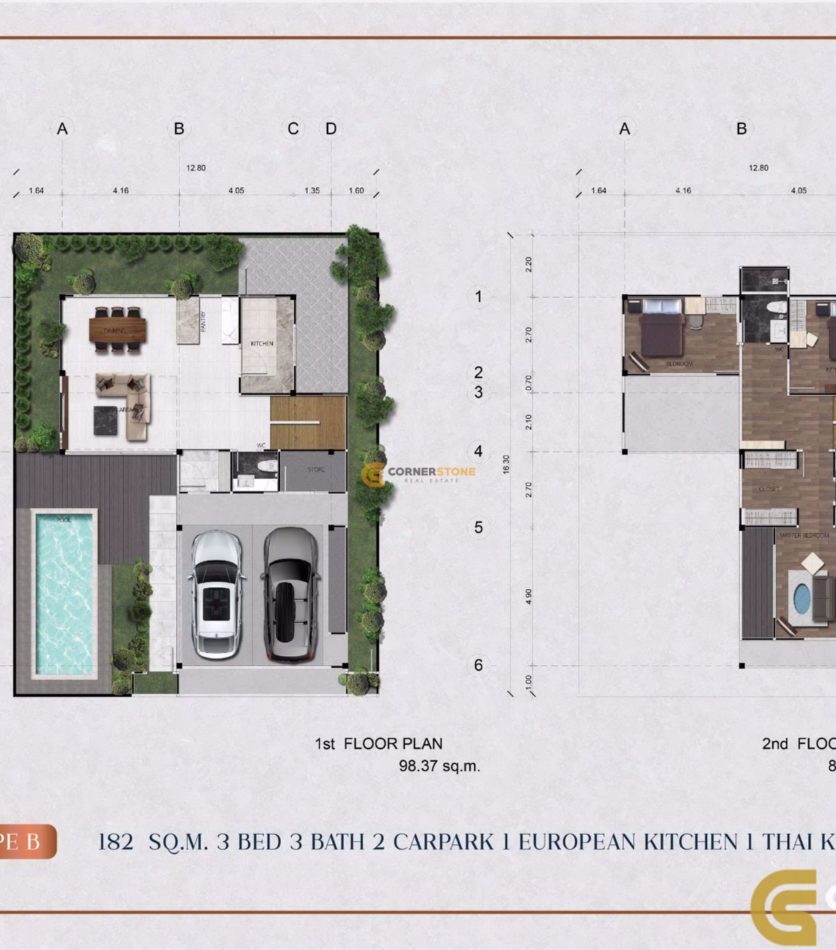 A B C D
12.80
1.64 4.16 4.05 1.35 1.60
DINING
PANTRY
KITCHEN
WC
STORE
POOL
CORNERSTONE
REAL ESTATE
1st FLOOR PLAN
98.37 sq.m.
A B
12.80
1.64 4.16 4.05
1
2
3
4
5
6
2.20
2.70
0.70
2.10
2.70
4.90
1.00
16.30
BEDROOM
WC
CLOSET
MASTER BEDROOM
2nd FLOO
8
PE B
182 SQ.M. 3 BED 3 BATH 2 CARPARK 1 EUROPEAN KITCHEN 1 THAI K